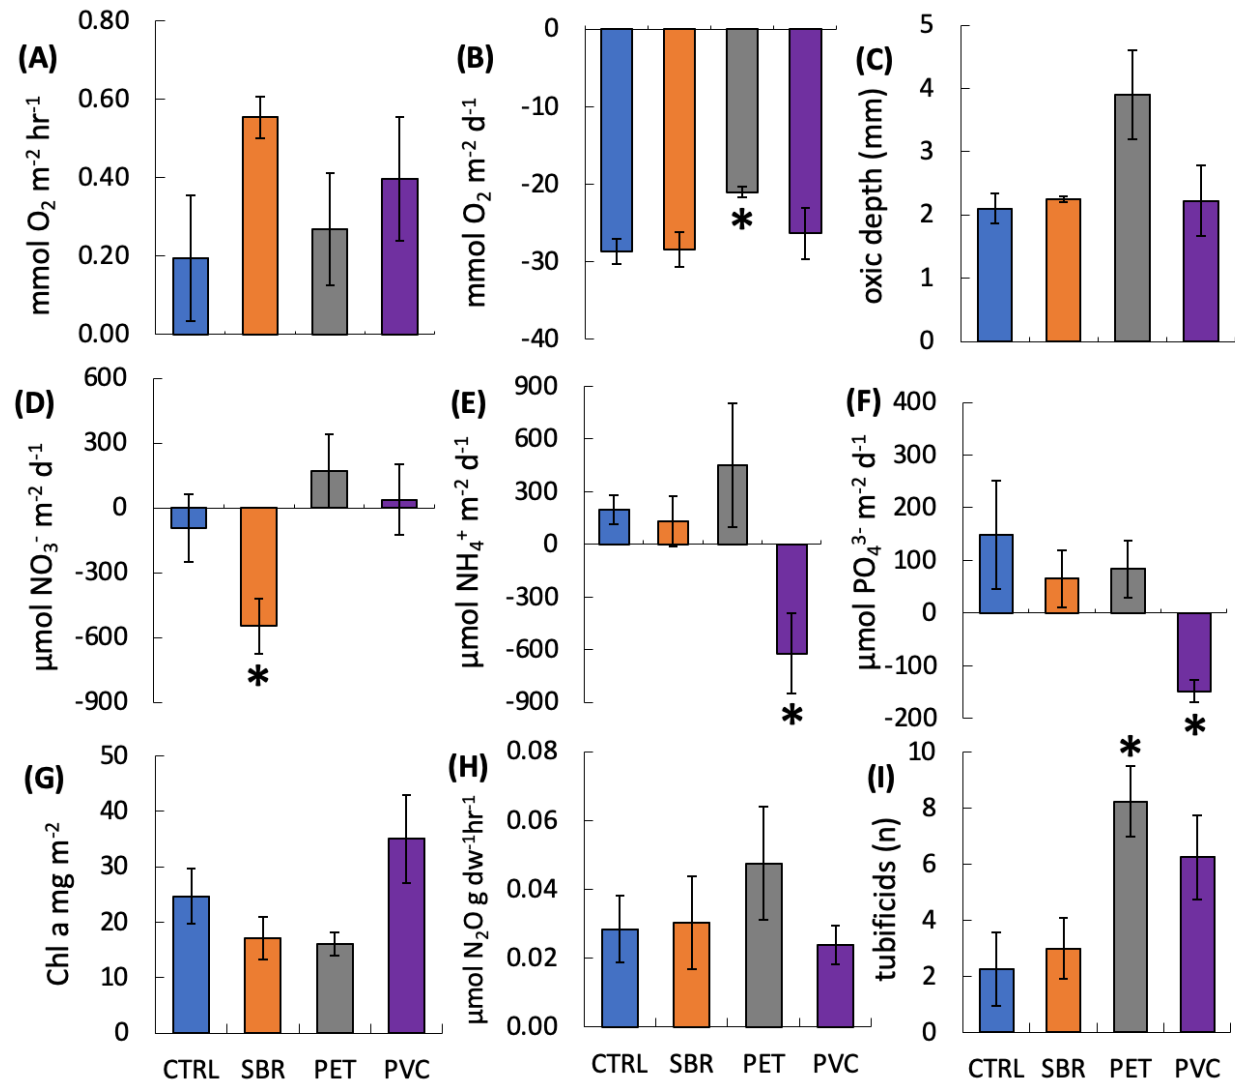 (A)
mmol O₂ m⁻² hr⁻¹
0.80
0.60
0.40
0.20
0.00
(B)
mmol O₂ m⁻² d⁻¹
0
-10
-20
-30
-40
*
(C)
oxic depth (mm)
5
4
3
2
1
0
(D)
µmol NO₃⁻ m⁻² d⁻¹
600
300
0
-300
-600
-900
*
(E)
µmol NH₄⁺ m⁻² d⁻¹
900
600
300
0
-300
-600
-900
*
(F)
µmol PO₄³⁻ m⁻² d⁻¹
400
300
200
100
0
-100
-200
*
(G)
Chl a mg m⁻²
50
40
30
20
10
0
CTRL SBR PET PVC
(H)
µmol N₂O g dw⁻¹hr⁻¹
0.08
0.06
0.04
0.02
0.00
CTRL SBR PET PVC
(I)
tubificids (n)
10
8
6
4
2
0
*
CTRL SBR PET PVC